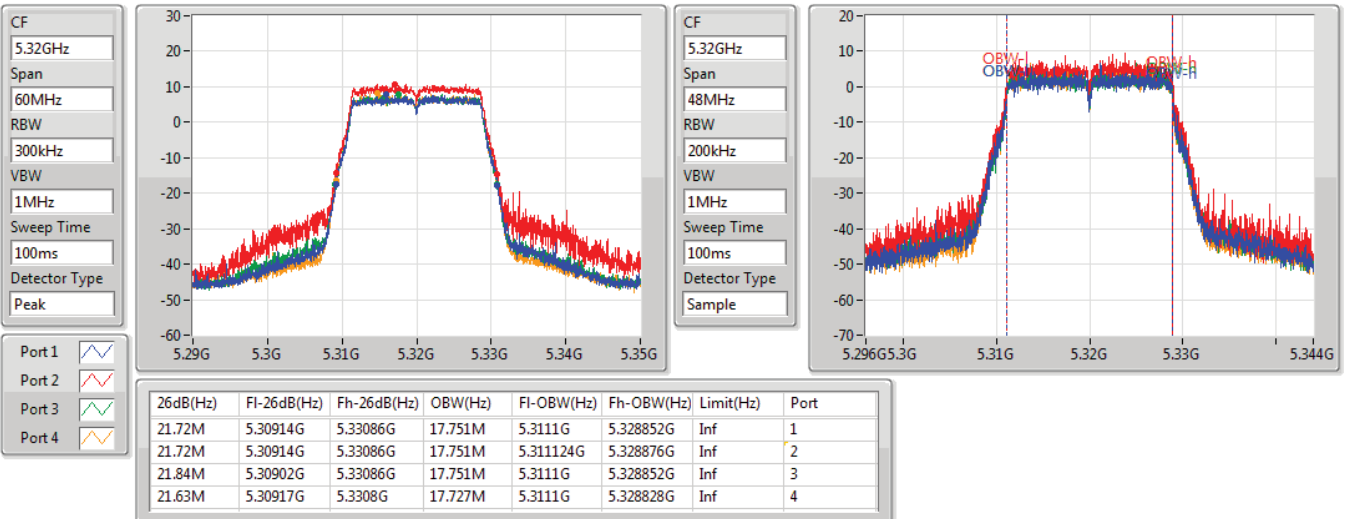 CF
5.32GHz
Span
60MHz
RBW
300kHz
VBW
1MHz
Sweep Time
100ms
Detector Type
Peak
30
20
10
0
-10
-20
-30
-40
-50
-60
5.29G 5.3G 5.31G 5.32G 5.33G 5.34G 5.35G
CF
5.32GHz
Span
48MHz
RBW
200kHz
VBW
1MHz
Sweep Time
100ms
Detector Type
Sample
20
10
0
-10
-20
-30
-40
-50
-60
-70
OBW-l
5.296G 5.3G 5.31G 5.32G 5.33G 5.344G
Port 1
Port 2
Port 3
Port 4
26dB(Hz) Fl-26dB(Hz) Fh-26dB(Hz) OBW(Hz) Fl-OBW(Hz) Fh-OBW(Hz) Limit(Hz) Port
21.72M 5.30914G 5.33086G 17.751M 5.3111G 5.328852G Inf 1
21.72M 5.30914G 5.33086G 17.751M 5.311124G 5.328876G Inf 2
21.84M 5.30902G 5.33086G 17.751M 5.3111G 5.328852G Inf 3
21.63M 5.30917G 5.3308G 17.727M 5.3111G 5.328828G Inf 4